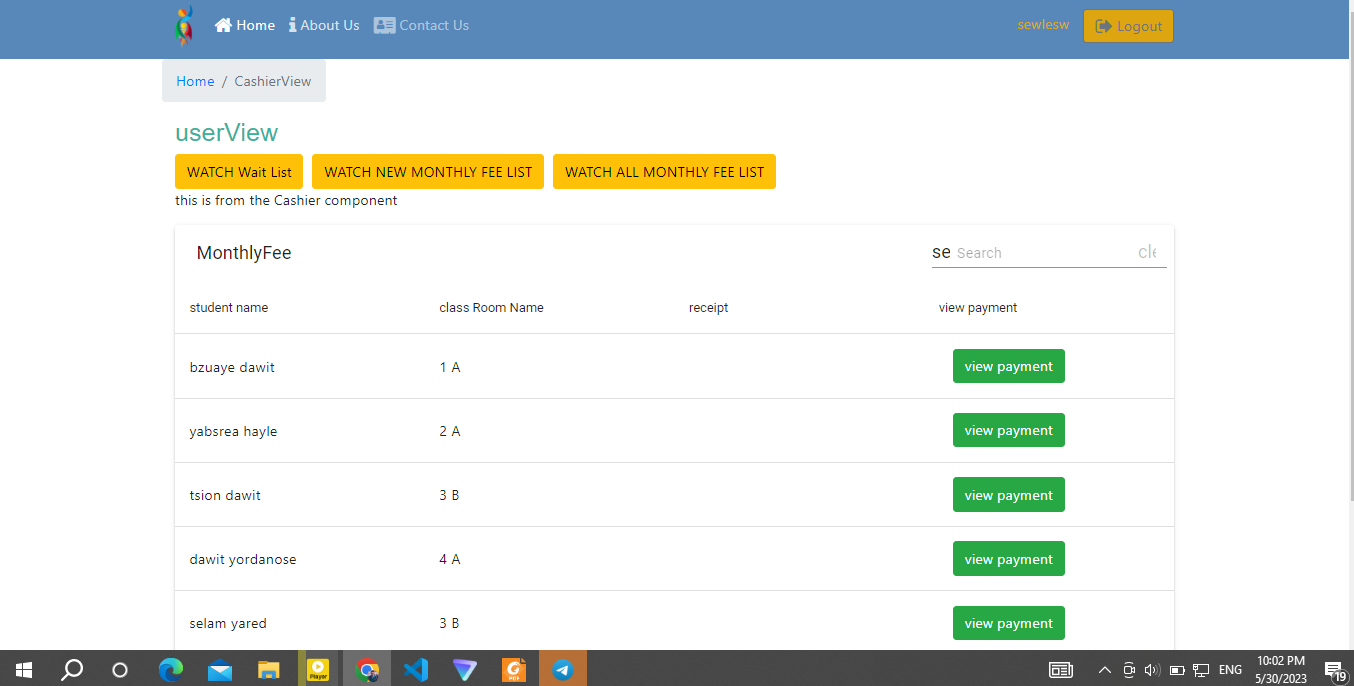 Home About Us Contact Us sewlesw Logout
Home / CashierView
userView
WATCH Wait List WATCH NEW MONTHLY FEE LIST WATCH ALL MONTHLY FEE LIST
this is from the Cashier component
MonthlyFee se Search cle
student name class Room Name receipt view payment
bzuaye dawit 1 A view payment
yabsrea hayle 2 A view payment
tsion dawit 3 B view payment
dawit yordanose 4 A view payment
selam yared 3 B view payment
Player PDF ENG 10:02 PM
5/30/2023 19